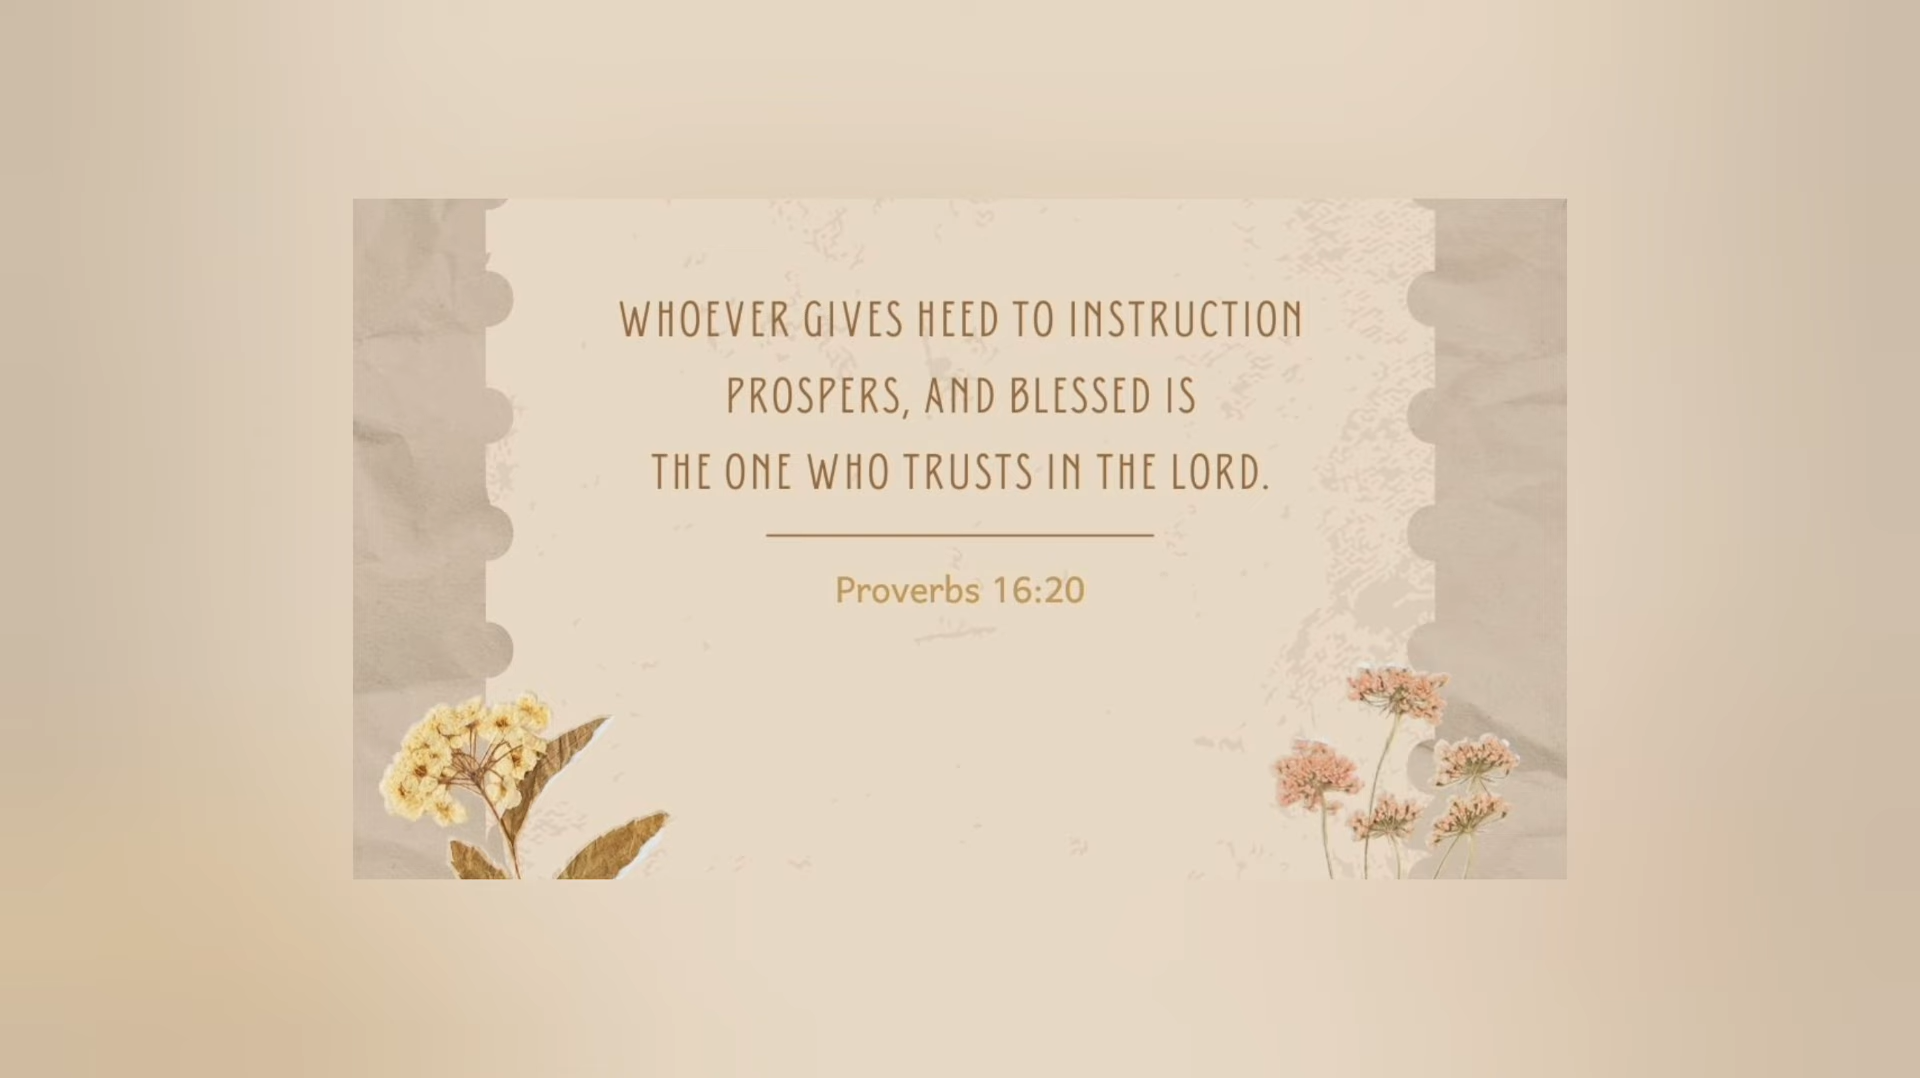 WHOEVER GIVES HEED TO INSTRUCTION
PROSPERS, AND BLESSED IS
THE ONE WHO TRUSTS IN THE LORD.
Proverbs 16:20